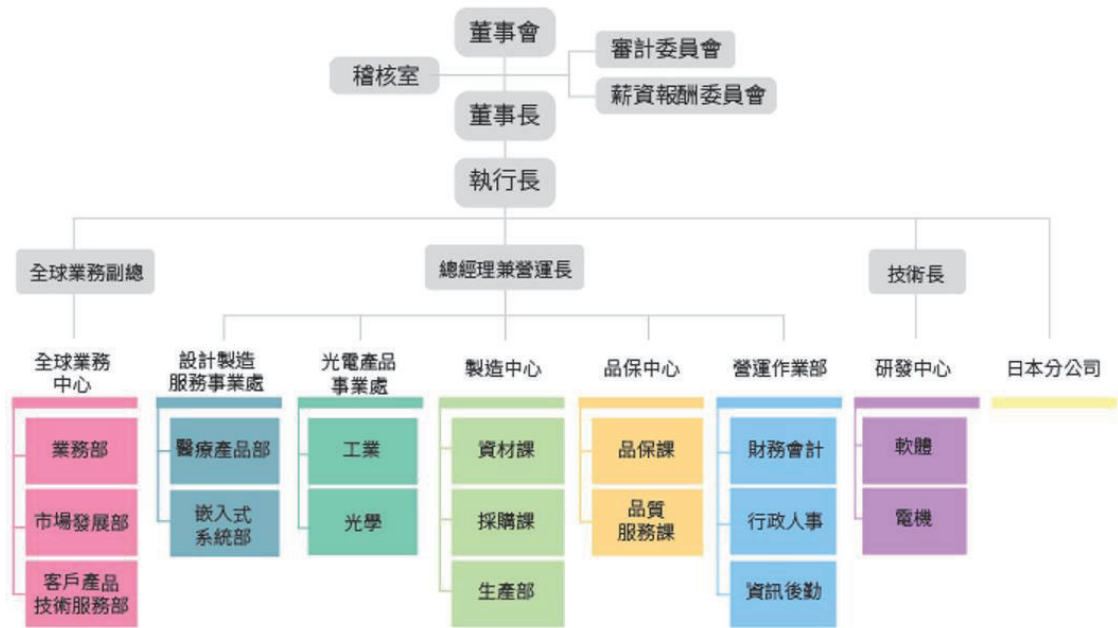 董事會
稽核室
審計委員會
薪資報酬委員會
董事長
執行長
全球業務副總
總經理兼營運長
技術長
全球業務
中心
設計製造
服務事業處
光電產品
事業處
製造中心
品保中心
營運作業部
研發中心
日本分公司
業務部
市場發展部
客戶產品
技術服務部
醫療產品部
嵌入式
系統部
工業
光學
資材課
採購課
生產部
品保課
品質
服務課
財務會計
行政人事
資訊後勤
軟體
電機